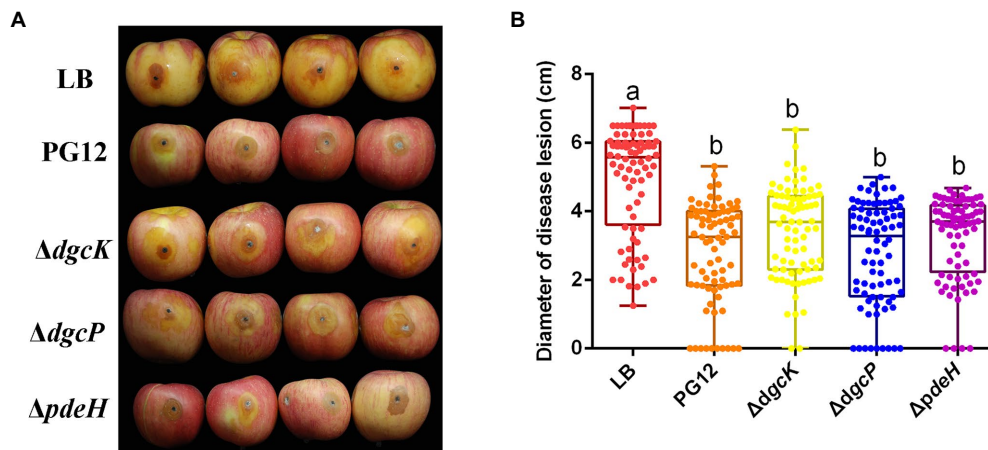 A
LB
PG12
ΔdgcK
ΔdgcP
ΔpdeH
B
Diameter of disease lesion (cm)
8
6
4
2
0
a
b
b
b
b
LB
PG12
ΔdgcK
ΔdgcP
ΔpdeH